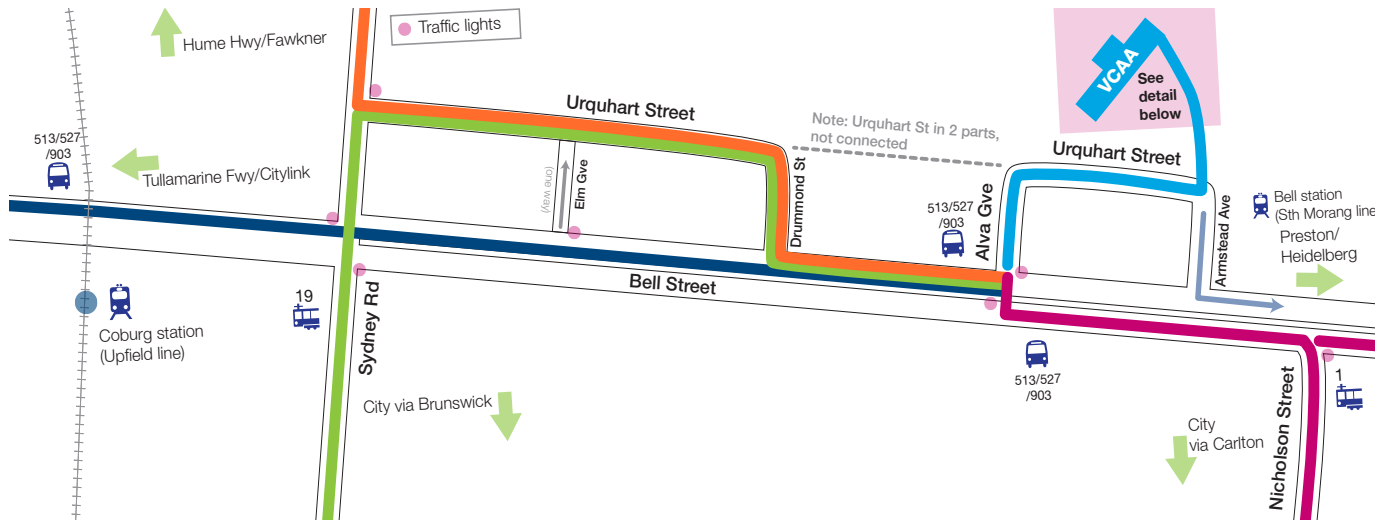 Traffic lights
Hume Hwy/Fawkner
513/527
/903
Tullamarine Fwy/Citylink
Urquhart Street
Note: Urquhart St in 2 parts,
not connected
VCAA
See
detail
below
Urquhart Street
(one way)
Elm Gve
Drummond St
513/527
/903
Alva Gve
Armstead Ave
Bell station
(Sth Morang line
Preston/
Heidelberg
Bell Street
19
Coburg station
(Upfield line)
Sydney Rd
City via Brunswick
513/527
/903
City
via Carlton
Nicholson Street
1